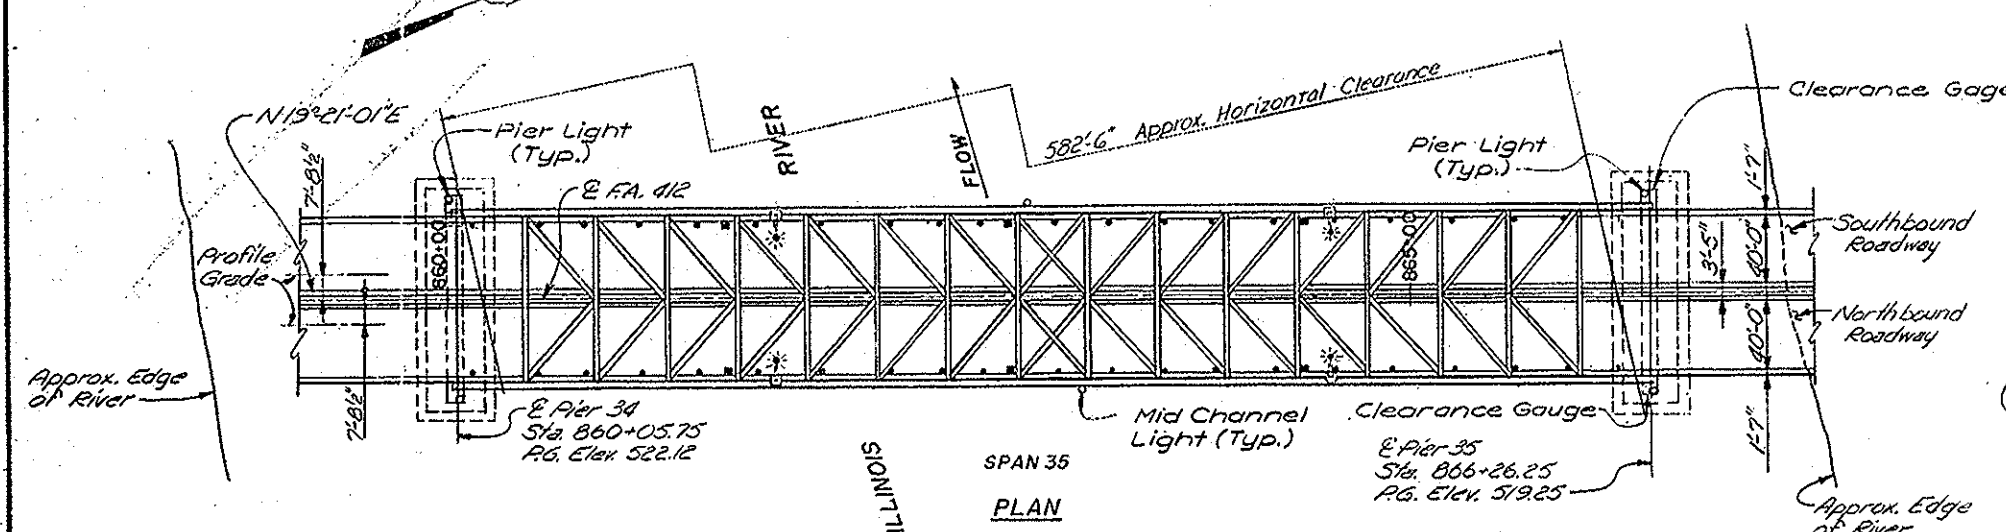 N19°-21'-01"E
Pier Light
(Typ.)
RIVER
FLOW
582'-6" Approx. Horizontal Clearance
Clearance Gage
Pier Light
(Typ.)
7'-8½"
℄ F.A. 412
1'-7"
Profile
Grade
860+00
865+00
3'-5"
40'-0"
Southbound
Roadway
40'-0"
Northbound
Roadway
Approx. Edge
of River
7'-8½"
℄ Pier 34
Sta. 860+05.75
P.G. Elev. 522.12
Mid Channel
Light (Typ.)
Clearance Gauge
1'-7"
ILLINOIS
SPAN 35
PLAN
℄ Pier 35
Sta. 866+26.25
P.G. Elev. 519.25
Approx. Edge
of River